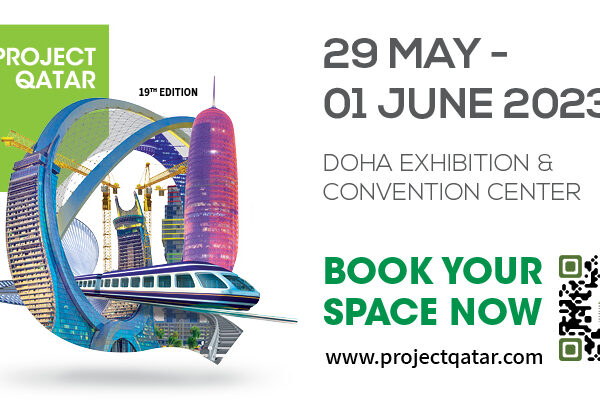 PROJECT
QATAR
19TH EDITION
29 MAY -
01 JUNE 2023
DOHA EXHIBITION &
CONVENTION CENTER
BOOK YOUR
SPACE NOW
www.projectqatar.com